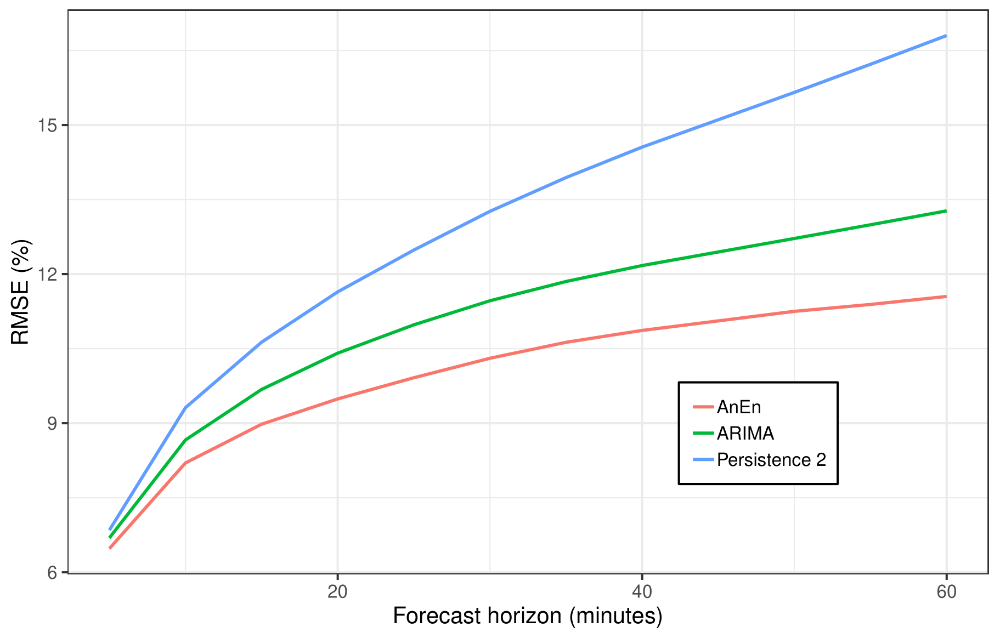 RMSE (%)
15
12
9
6
AnEn
ARIMA
Persistence 2
20
40
60
Forecast horizon (minutes)